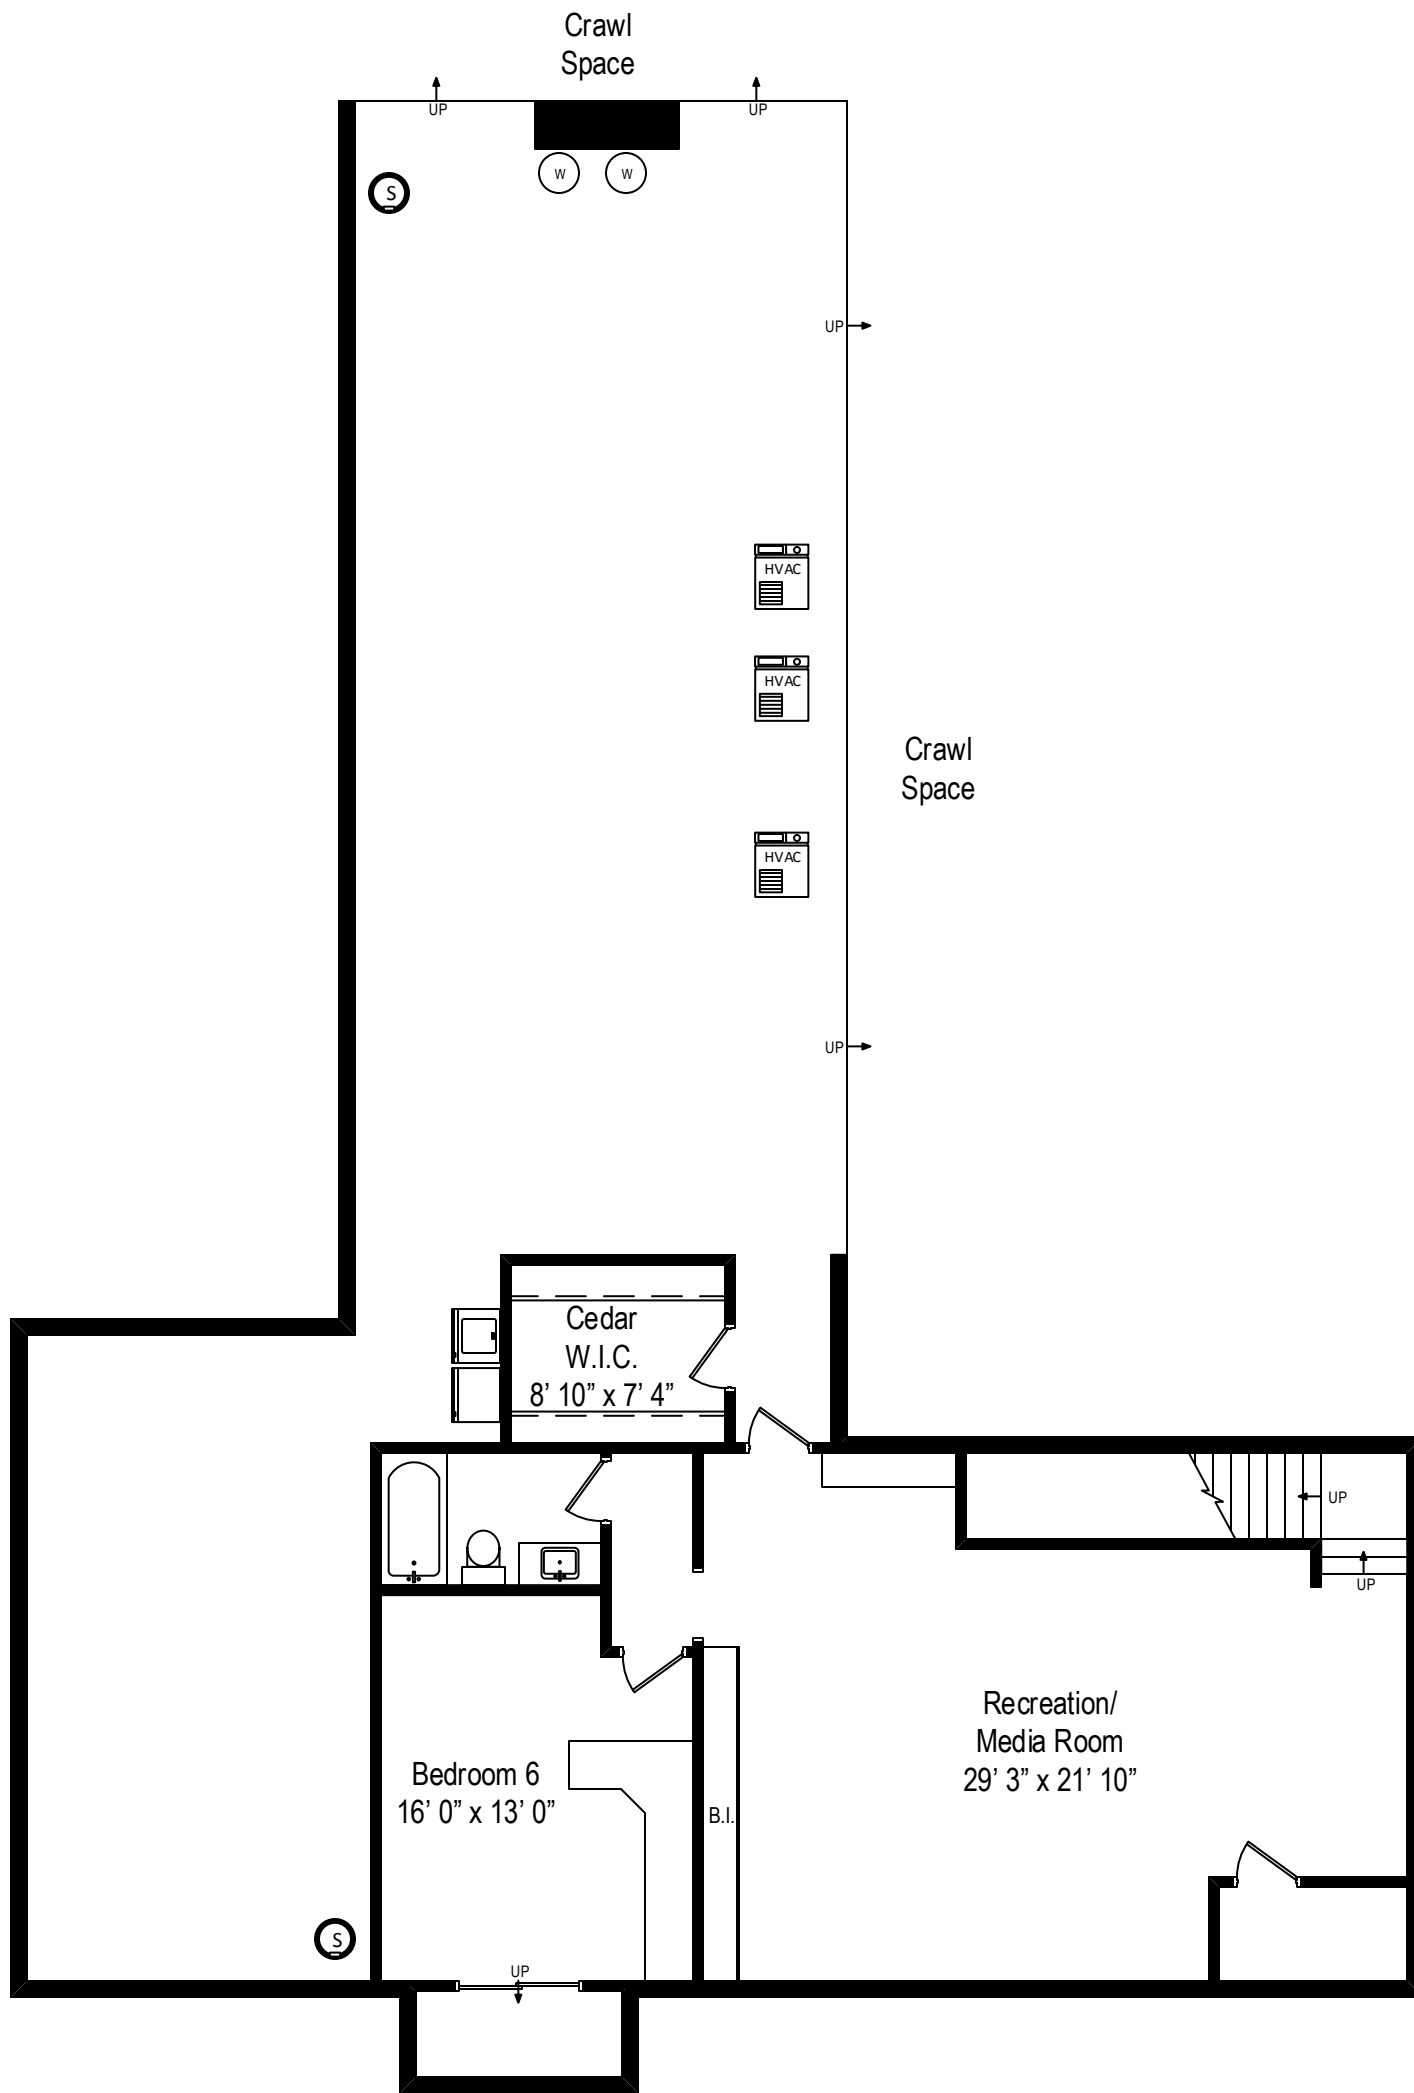 Crawl
Space
UP
UP
W
W
S
UP
HVAC
HVAC
Crawl
Space
HVAC
UP
Cedar
W.I.C.
8’ 10” x 7’ 4”
UP
UP
Recreation/
Media Room
29’ 3” x 21’ 10”
Bedroom 6
16’ 0” x 13’ 0”
B.I.
S
UP